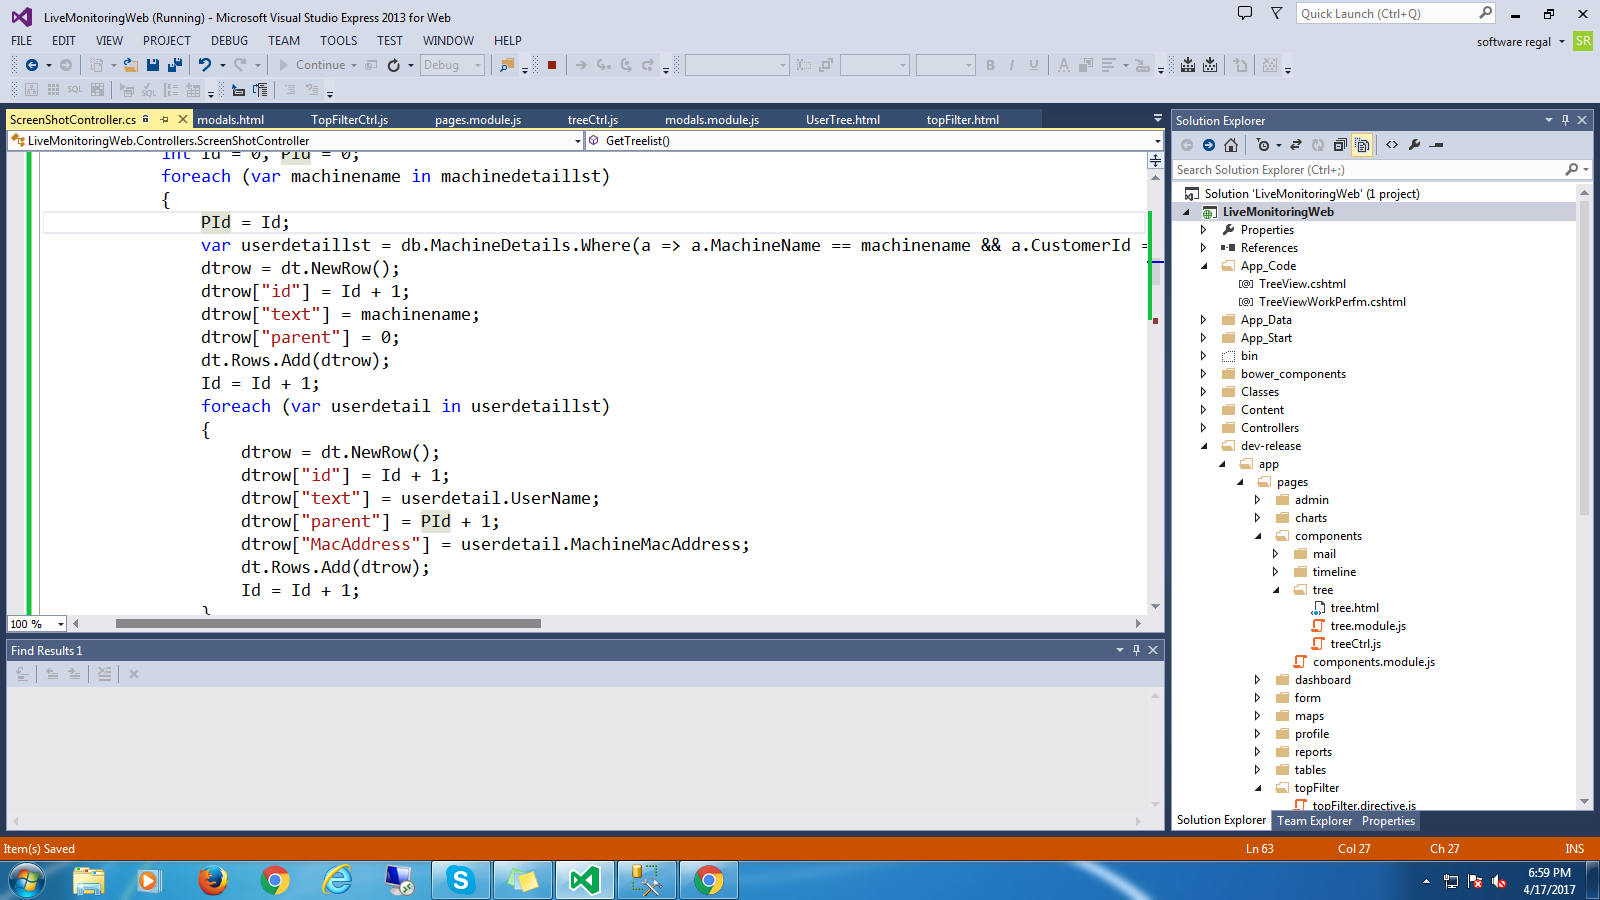 LiveMonitoringWeb (Running) - Microsoft Visual Studio Express 2013 for Web
Quick Launch (Ctrl+Q)
FILE EDIT VIEW PROJECT DEBUG TEAM TOOLS TEST WINDOW HELP
software regal SR
Continue Debug
ScreenShotController.cs modals.html TopFilterCtrl.js pages.module.js treeCtrl.js modals.module.js UserTree.html topFilter.html
LiveMonitoringWeb.Controllers.ScreenShotController GetTreelist()
int Id = 0, PId = 0;
foreach (var machinename in machinedetaillst)
{
PId = Id;
var userdetaillst = db.MachineDetails.Where(a => a.MachineName == machinename && a.CustomerId =
dtrow = dt.NewRow();
dtrow["id"] = Id + 1;
dtrow["text"] = machinename;
dtrow["parent"] = 0;
dt.Rows.Add(dtrow);
Id = Id + 1;
foreach (var userdetail in userdetaillst)
{
dtrow = dt.NewRow();
dtrow["id"] = Id + 1;
dtrow["text"] = userdetail.UserName;
dtrow["parent"] = PId + 1;
dtrow["MacAddress"] = userdetail.MachineMacAddress;
dt.Rows.Add(dtrow);
Id = Id + 1;
}
100 %
Find Results 1
Solution Explorer
Search Solution Explorer (Ctrl+;)
Solution 'LiveMonitoringWeb' (1 project)
LiveMonitoringWeb
Properties
References
App_Code
TreeView.cshtml
TreeViewWorkPerfm.cshtml
App_Data
App_Start
bin
bower_components
Classes
Content
Controllers
dev-release
app
pages
admin
charts
components
mail
timeline
tree
tree.html
tree.module.js
treeCtrl.js
components.module.js
dashboard
form
maps
profile
reports
tables
topFilter
topFilter.directive.js
Solution Explorer Team Explorer Properties
Item(s) Saved Ln 63 Col 27 Ch 27 INS
6:59 PM
4/17/2017